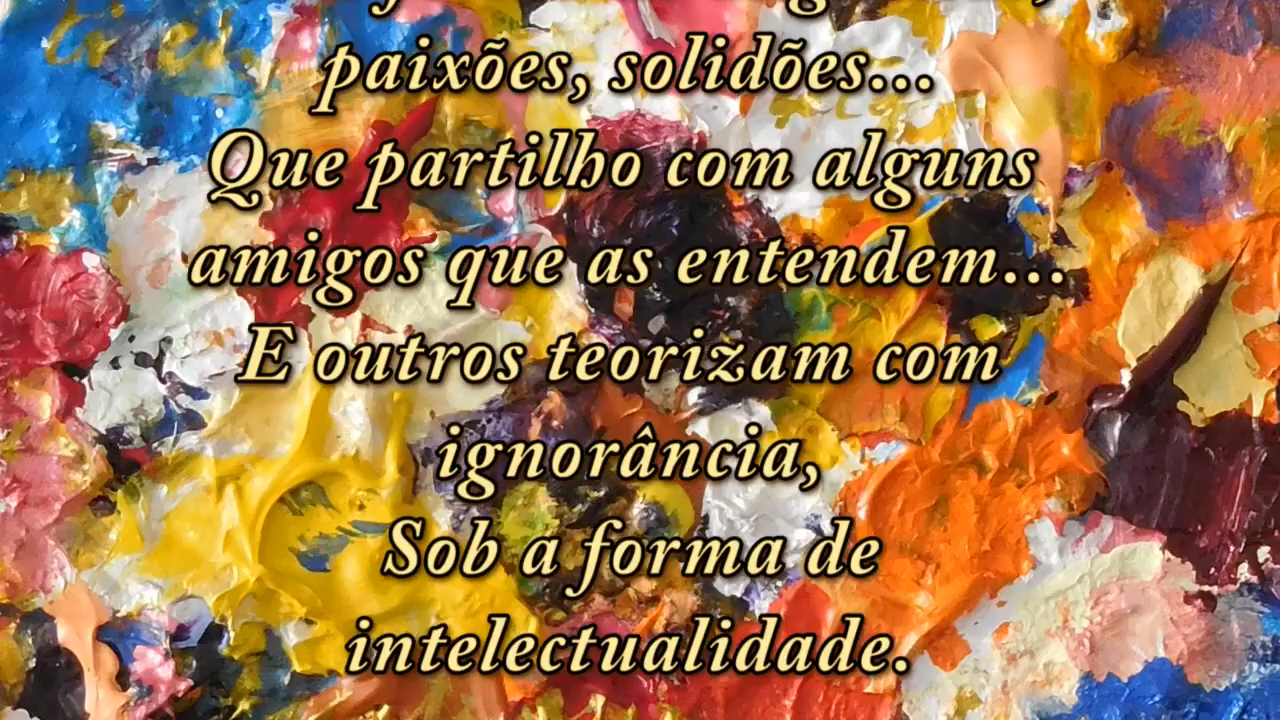 paixões, solidões...
Que partilho com alguns
amigos que as entendem...
E outros teorizam com
ignorância,
Sob a forma de
intelectualidade.